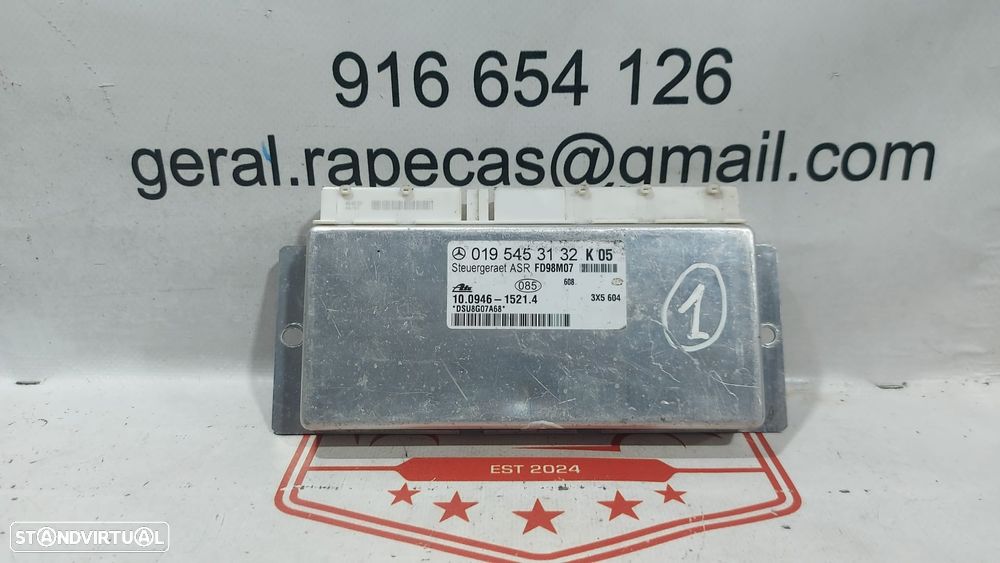 916 654 126
geral.rapecas@gmail.com
019 545 31 32 K 05
Steuergeraet ASR FD98M07
Ate 085 608
10.0946-1521.4 3X5 604
*DSU8G07A68*
1
EST 2024
STANDVIRTUAL